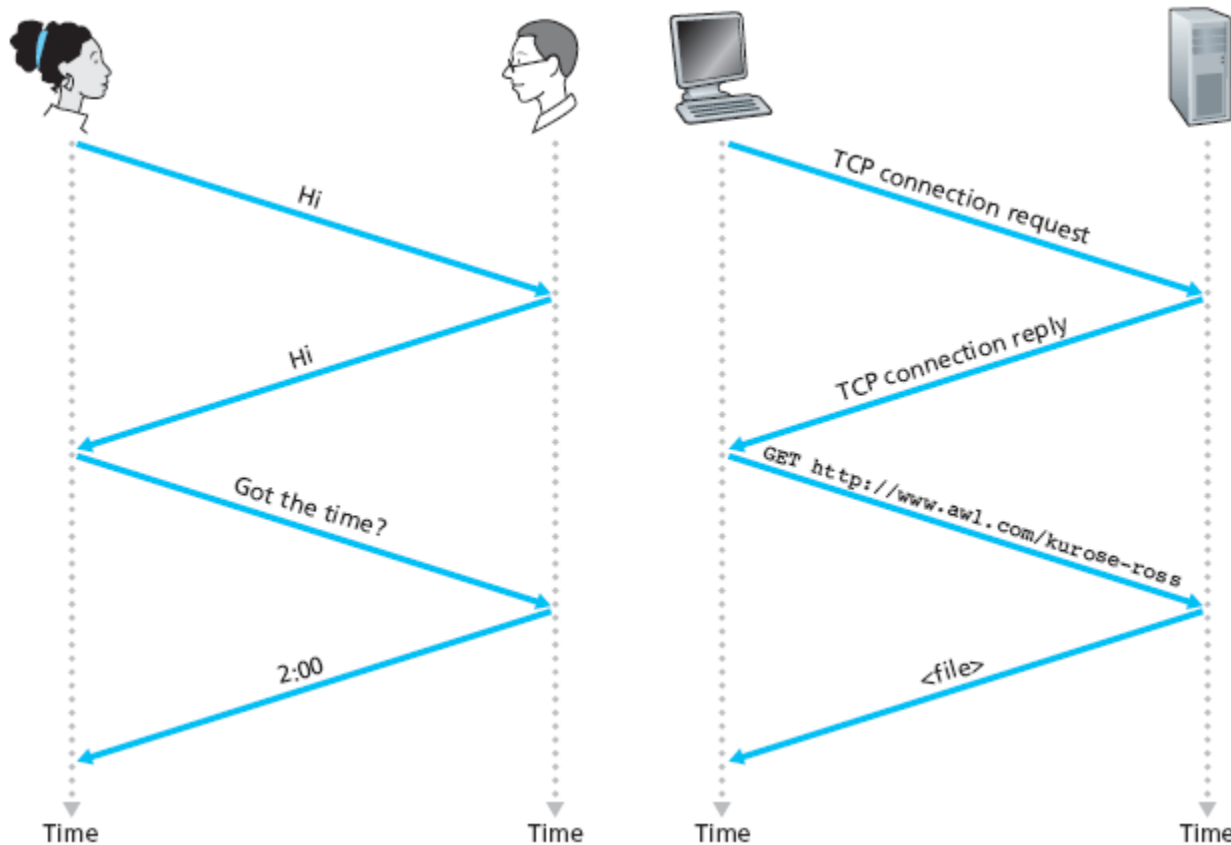 Hi
Hi
Got the time?
2:00
Time
Time
TCP connection request
TCP connection reply
GET http://www.awl.com/kurose-ross
<file>
Time
Time